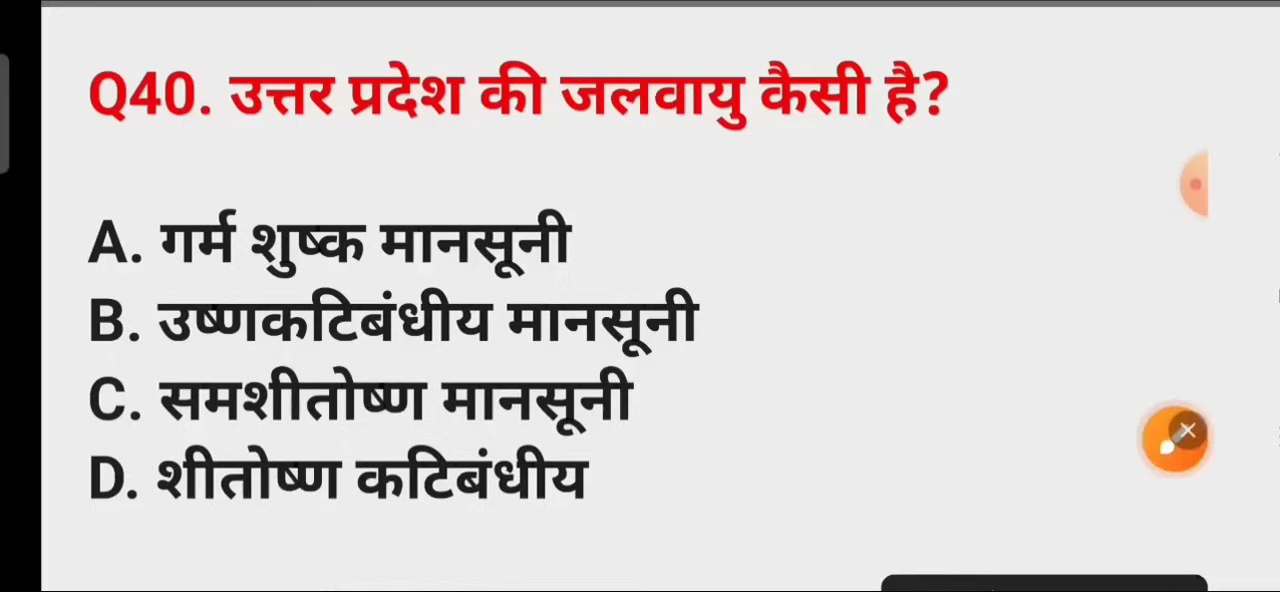 Q40. उत्तर प्रदेश की जलवायु कैसी है?
A. गर्म शुष्क मानसूनी
B. उष्णकटिबंधीय मानसूनी
C. समशीतोष्ण मानसूनी
D. शीतोष्ण कटिबंधीय